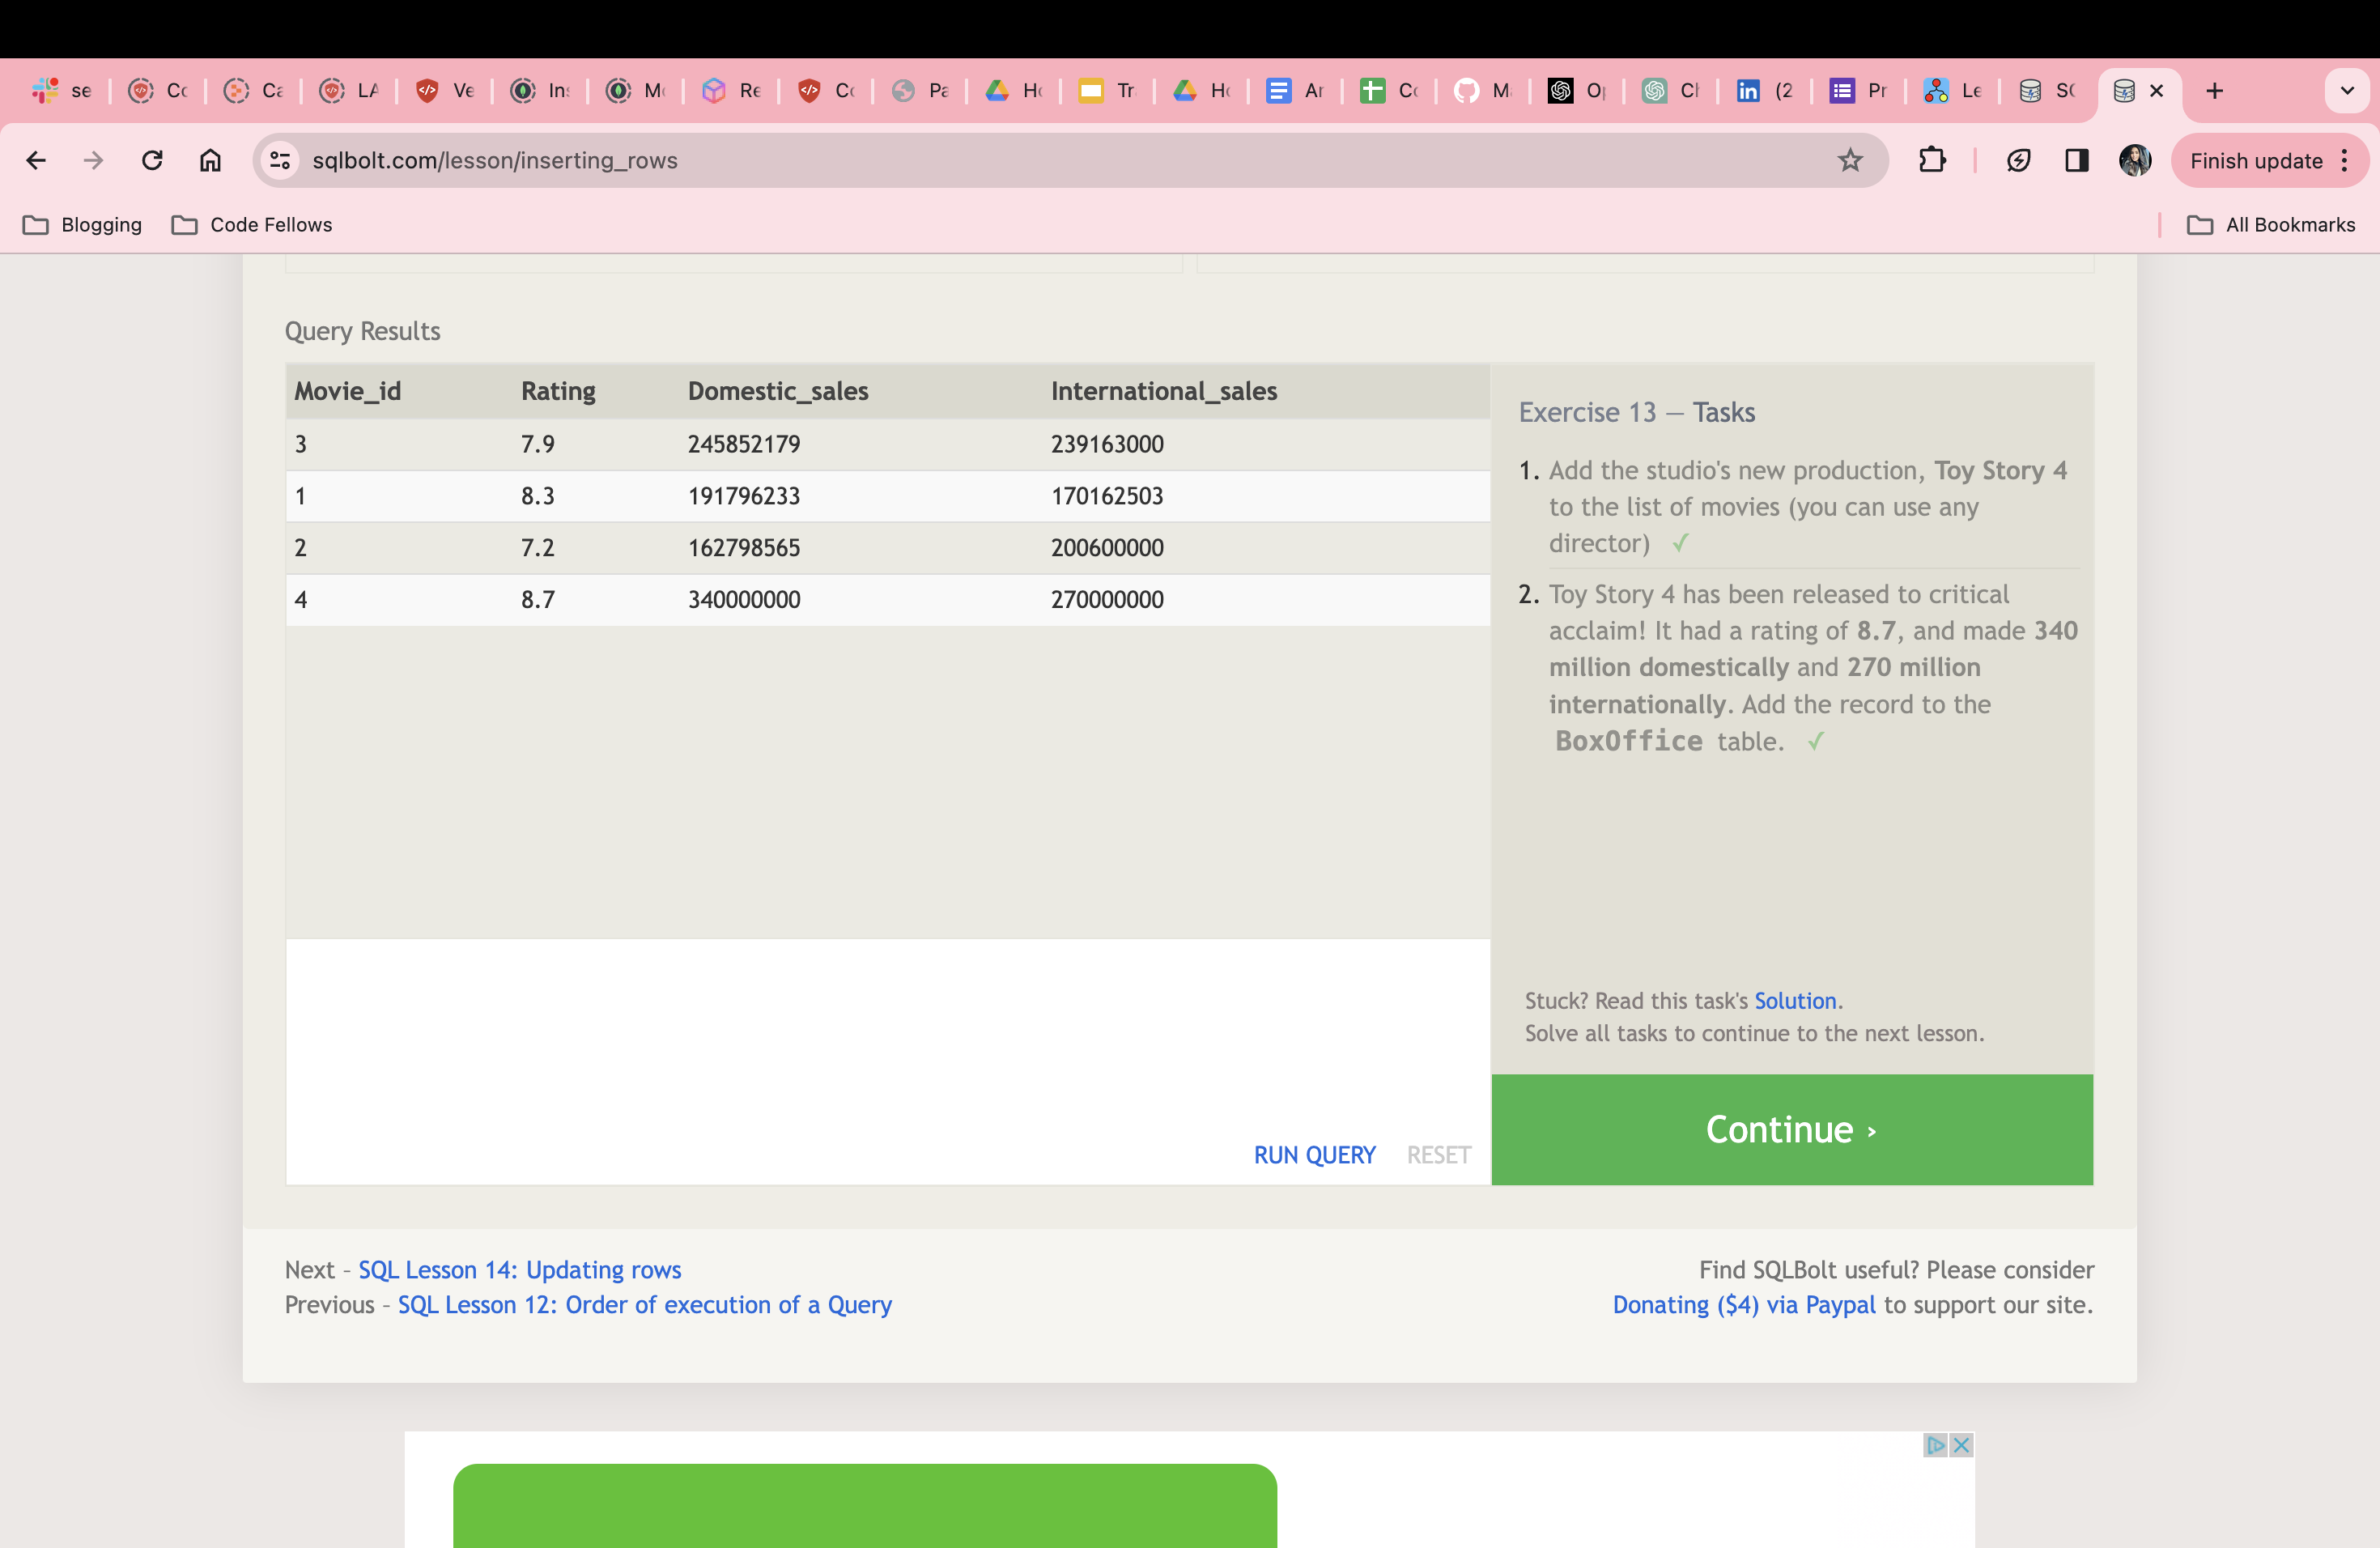 se Cc Ca LA Ve In: Mo Re Co Pa Ho Tr Ho Ar Co M Op Ch (2 Pr Le SQ
sqlbolt.com/lesson/inserting_rows
Finish update
Blogging Code Fellows All Bookmarks
Query Results
Movie_id Rating Domestic_sales International_sales
3 7.9 245852179 239163000
1 8.3 191796233 170162503
2 7.2 162798565 200600000
4 8.7 340000000 270000000
Exercise 13 — Tasks
1. Add the studio's new production, Toy Story 4
to the list of movies (you can use any
director) ✓
2. Toy Story 4 has been released to critical
acclaim! It had a rating of 8.7, and made 340
million domestically and 270 million
internationally. Add the record to the
BoxOffice table. ✓
Stuck? Read this task's Solution.
Solve all tasks to continue to the next lesson.
RUN QUERY RESET
Continue ›
Next – SQL Lesson 14: Updating rows
Previous – SQL Lesson 12: Order of execution of a Query
Find SQLBolt useful? Please consider
Donating ($4) via Paypal to support our site.